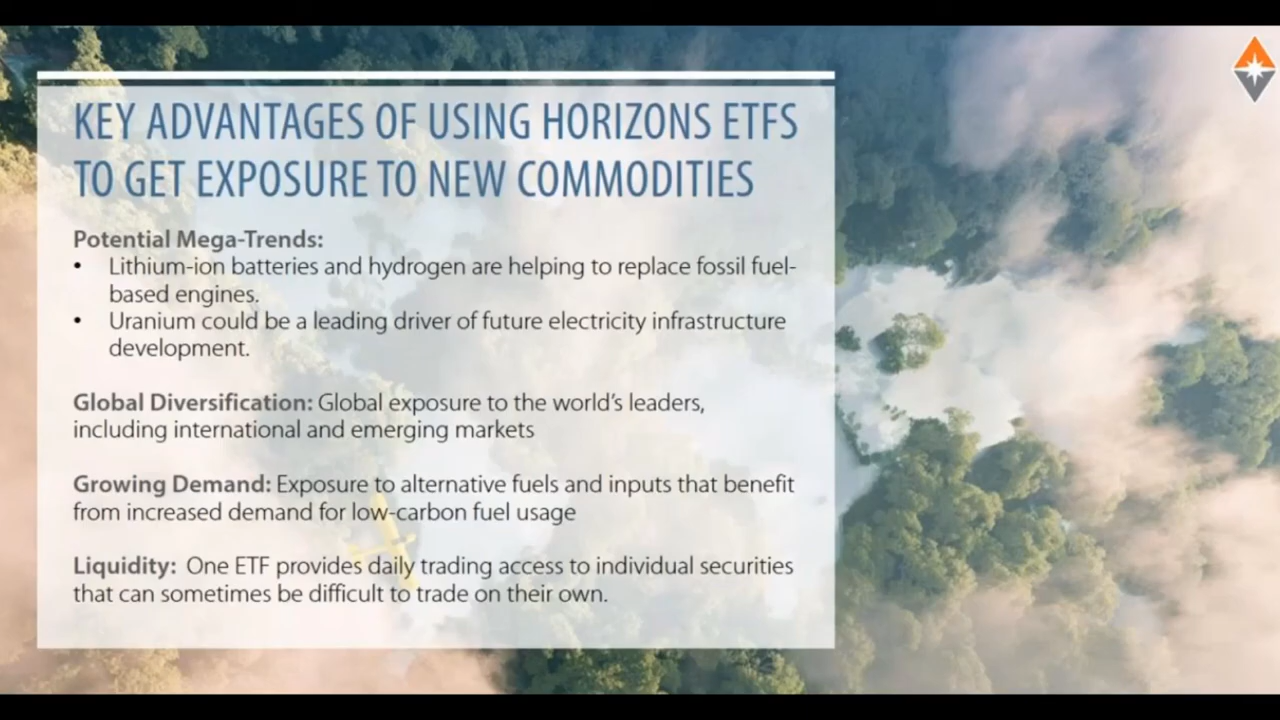 KEY ADVANTAGES OF USING HORIZONS ETFS
TO GET EXPOSURE TO NEW COMMODITIES
Potential Mega-Trends:
• Lithium-ion batteries and hydrogen are helping to replace fossil fuel-
based engines.
• Uranium could be a leading driver of future electricity infrastructure
development.
Global Diversification: Global exposure to the world's leaders,
including international and emerging markets
Growing Demand: Exposure to alternative fuels and inputs that benefit
from increased demand for low-carbon fuel usage
Liquidity: One ETF provides daily trading access to individual securities
that can sometimes be difficult to trade on their own.